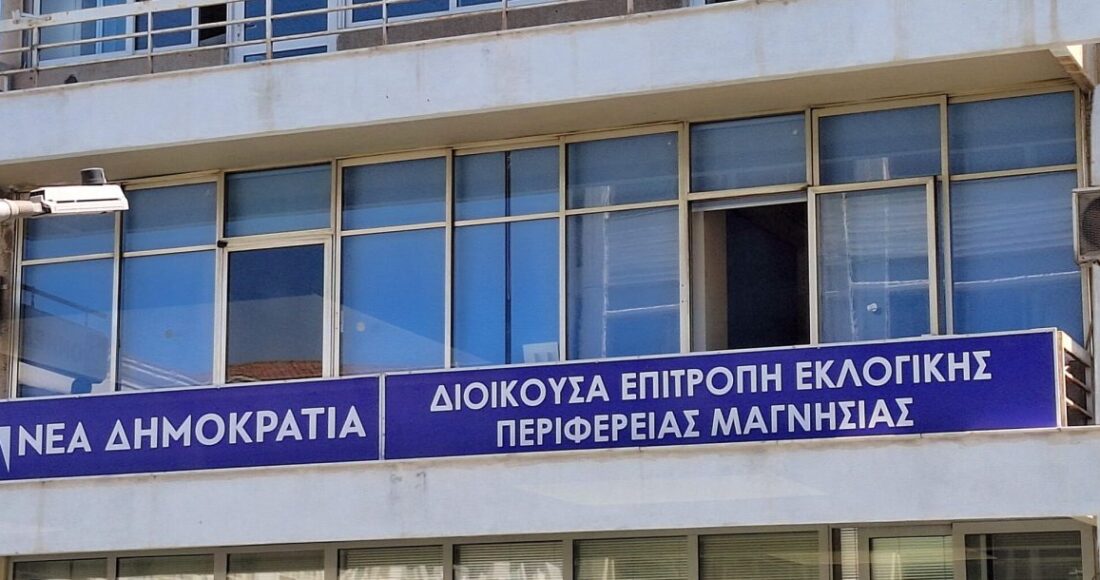 ΝΕΑ ΔΗΜΟΚΡΑΤΙΑ
ΔΙΟΙΚΟΥΣΑ ΕΠΙΤΡΟΠΗ ΕΚΛΟΓΙΚΗΣ
ΠΕΡΙΦΕΡΕΙΑΣ ΜΑΓΝΗΣΙΑΣ